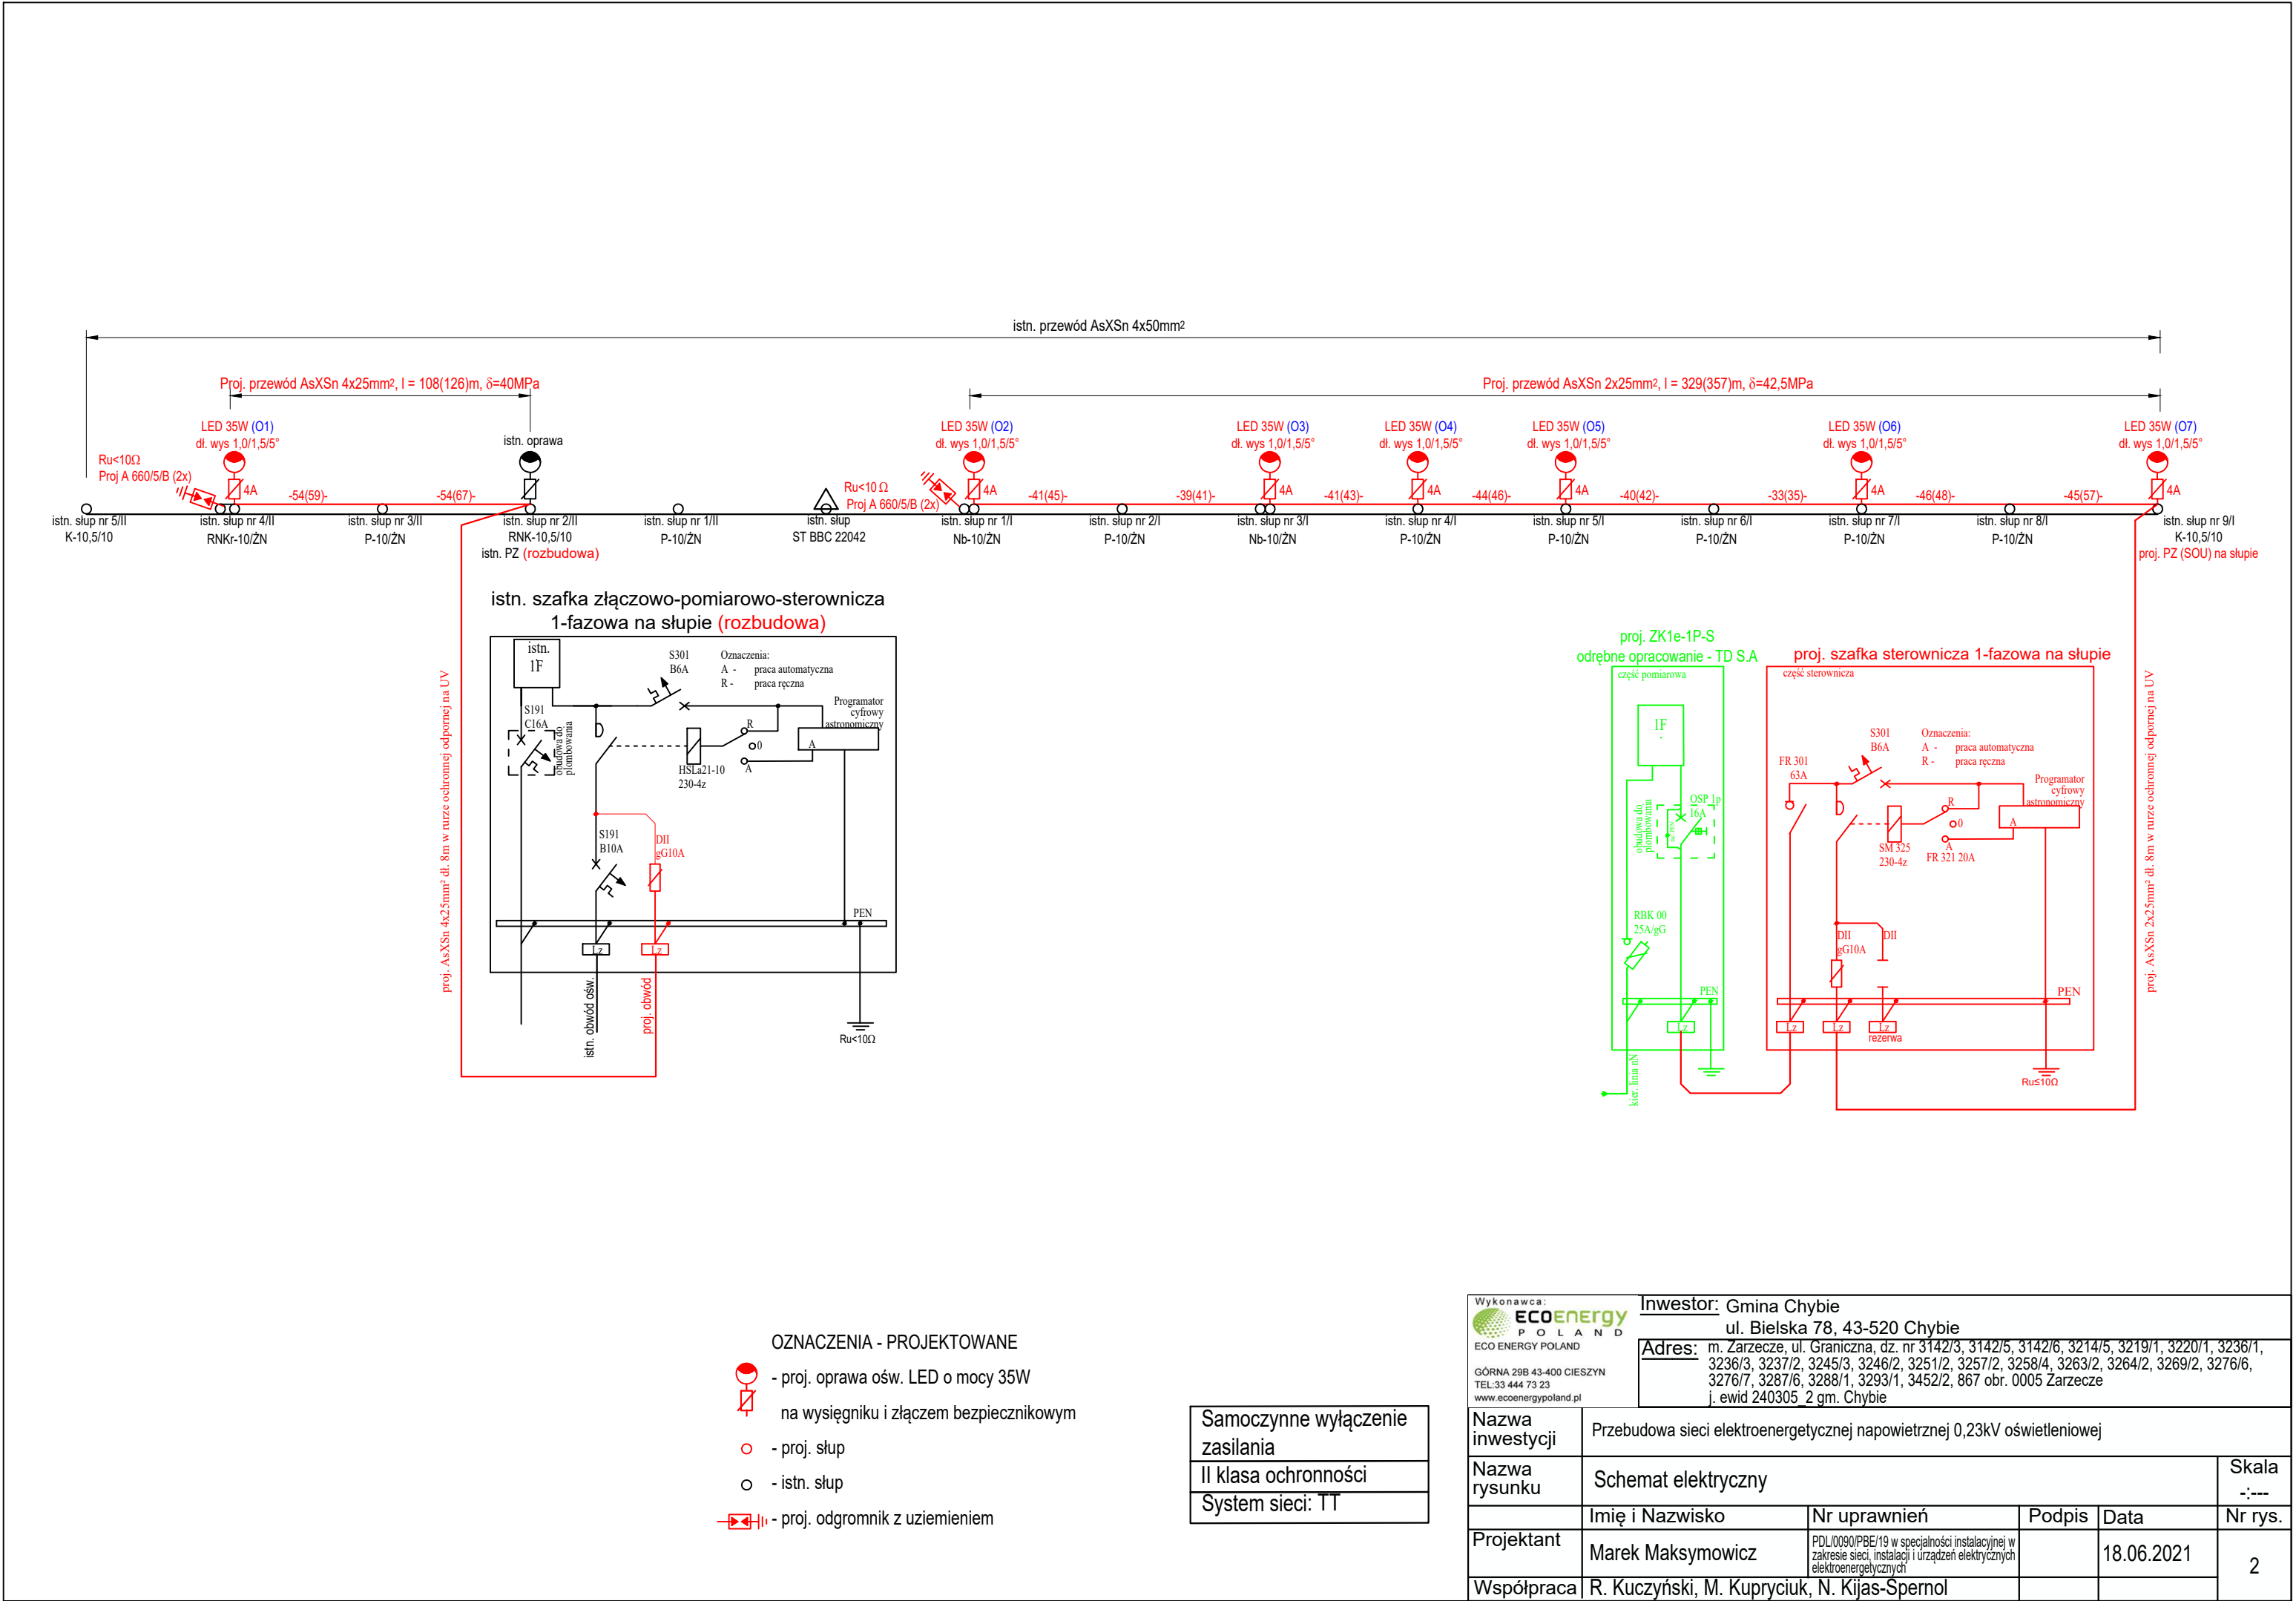 istn. przewód AsXSn 4x50mm²
Proj. przewód AsXSn 4x25mm², l = 108(126)m, δ=40MPa
Proj. przewód AsXSn 2x25mm², l = 329(357)m, δ=42,5MPa
LED 35W (O1)
dł. wys 1,0/1,5/5°
istn. oprawa
LED 35W (O2)
dł. wys 1,0/1,5/5°
LED 35W (O3)
dł. wys 1,0/1,5/5°
LED 35W (O4)
dł. wys 1,0/1,5/5°
LED 35W (O5)
dł. wys 1,0/1,5/5°
LED 35W (O6)
dł. wys 1,0/1,5/5°
LED 35W (O7)
dł. wys 1,0/1,5/5°
Ru<10Ω
Proj A 660/5/B (2x)
4A
-54(59)-
-54(67)-
Ru<10 Ω
Proj A 660/5/B (2x)
4A
-41(45)-
-39(41)-
4A
-41(43)-
4A
-44(46)-
4A
-40(42)-
-33(35)-
4A
-46(48)-
-45(57)-
4A
istn. słup nr 5/II
K-10,5/10
istn. słup nr 4/II
RNKr-10/ŻN
istn. słup nr 3/II
P-10/ŻN
istn. słup nr 2/II
RNK-10,5/10
istn. PZ (rozbudowa)
istn. słup nr 1/II
P-10/ŻN
istn. słup
ST BBC 22042
istn. słup nr 1/I
Nb-10/ŻN
istn. słup nr 2/I
P-10/ŻN
istn. słup nr 3/I
Nb-10/ŻN
istn. słup nr 4/I
P-10/ŻN
istn. słup nr 5/I
P-10/ŻN
istn. słup nr 6/I
P-10/ŻN
istn. słup nr 7/I
P-10/ŻN
istn. słup nr 8/I
P-10/ŻN
istn. słup nr 9/I
K-10,5/10
proj. PZ (SOU) na słupie
istn. szafka złączowo-pomiarowo-sterownicza
1-fazowa na słupie (rozbudowa)
istn.
1F
S301
B6A
Oznaczenia:
A - praca automatyczna
R - praca ręczna
Programator
cyfrowy
astronomiczny
S191
C16A
obudowa do
plombowania
R
0
A
A
HSLa21-10
230-4z
S191
B10A
DII
gG10A
PEN
Lz
Lz
istn. obwód ośw.
proj. obwód
Ru<10Ω
proj. AsXSn 4x25mm² dł. 8m w rurze ochronnej odpornej na UV
proj. ZK1e-1P-S
odrębne opracowanie - TD S.A
część pomiarowa
1F
obudowa do
plombowania
QSP 1p
16A
RBK 00
25A/gG
PEN
Lz
kier. linia nN
proj. szafka sterownicza 1-fazowa na słupie
część sterownicza
FR 301
63A
S301
B6A
Oznaczenia:
A - praca automatyczna
R - praca ręczna
Programator
cyfrowy
astronomiczny
R
0
A
A
SM 325
230-4z
FR 321 20A
DII
gG10A
DII
PEN
Lz
Lz
Lz
rezerwa
Ru≤10Ω
proj. AsXSn 2x25mm² dł. 8m w rurze ochronnej odpornej na UV
OZNACZENIA - PROJEKTOWANE
- proj. oprawa ośw. LED o mocy 35W
na wysięgniku i złączem bezpiecznikowym
- proj. słup
- istn. słup
- proj. odgromnik z uziemieniem
Samoczynne wyłączenie
zasilania
II klasa ochronności
System sieci: TT
Wykonawca:
ECOENERGY
POLAND
ECO ENERGY POLAND
GÓRNA 29B 43-400 CIESZYN
TEL:33 444 73 23
www.ecoenergypoland.pl
Inwestor: Gmina Chybie
ul. Bielska 78, 43-520 Chybie
Adres: m. Zarzecze, ul. Graniczna, dz. nr 3142/3, 3142/5, 3142/6, 3214/5, 3219/1, 3220/1, 3236/1,
3236/3, 3237/2, 3245/3, 3246/2, 3251/2, 3257/2, 3258/4, 3263/2, 3264/2, 3269/2, 3276/6,
3276/7, 3287/6, 3288/1, 3293/1, 3452/2, 867 obr. 0005 Zarzecze
j. ewid 240305_2 gm. Chybie
Nazwa
inwestycji
Przebudowa sieci elektroenergetycznej napowietrznej 0,23kV oświetleniowej
Nazwa
rysunku
Schemat elektryczny
Skala
-:---
Imię i Nazwisko
Nr uprawnień
Podpis
Data
Nr rys.
Projektant
Marek Maksymowicz
PDL/0090/PBE/19 w specjalności instalacyjnej w
zakresie sieci, instalacji i urządzeń elektrycznych
elektroenergetycznych
18.06.2021
2
Współpraca
R. Kuczyński, M. Kupryciuk, N. Kijas-Spernol